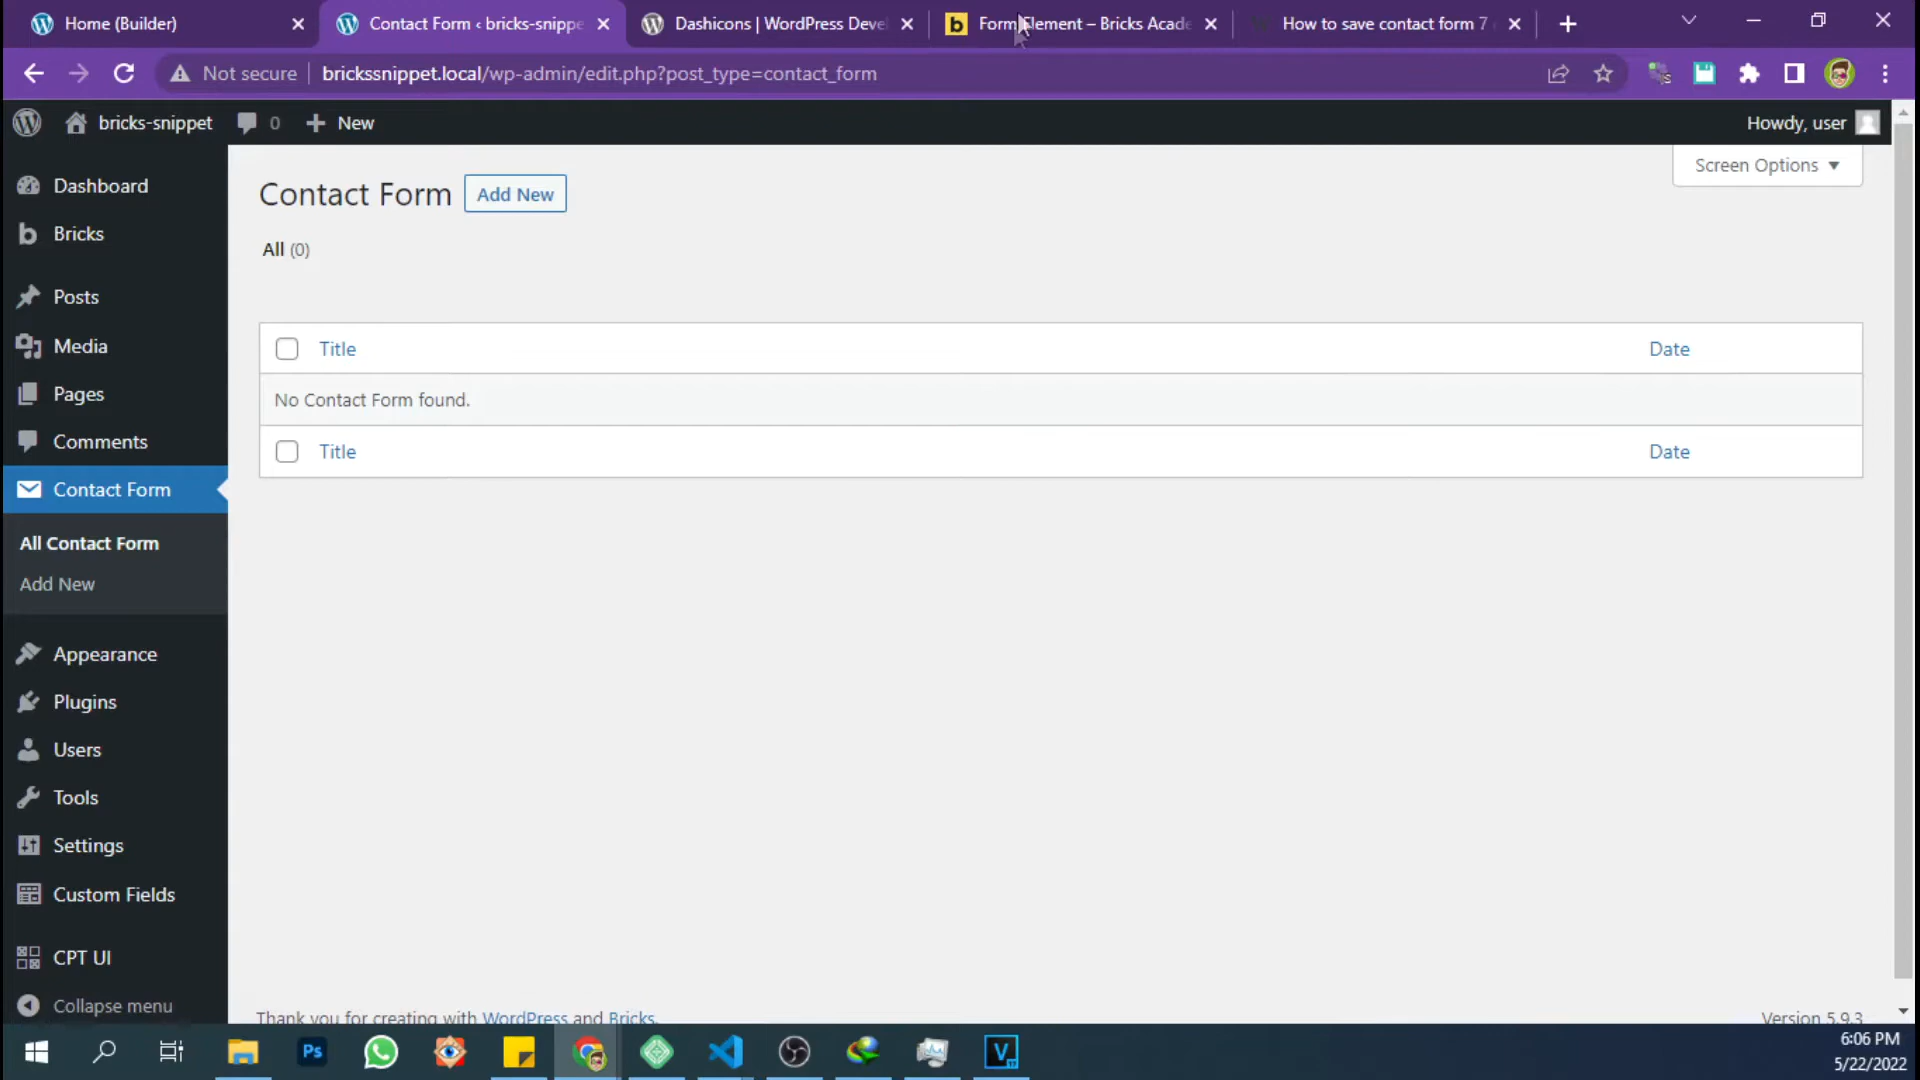 Home (Builder)
Contact Form ‹ bricks-snippe
Dashicons | WordPress Deve
Form Element – Bricks Acade
How to save contact form 7
Not secure
brickssnippet.local/wp-admin/edit.php?post_type=contact_form
bricks-snippet
0
New
Howdy, user
Screen Options
Dashboard
Bricks
Posts
Media
Pages
Comments
Contact Form
All Contact Form
Add New
Appearance
Plugins
Users
Tools
Settings
Custom Fields
CPT UI
Collapse menu
Contact Form
Add New
All (0)
Title
Date
No Contact Form found.
Title
Date
Thank you for creating with WordPress and Bricks.
Version 5.9.3
Ps
V
6:06 PM
5/22/2022